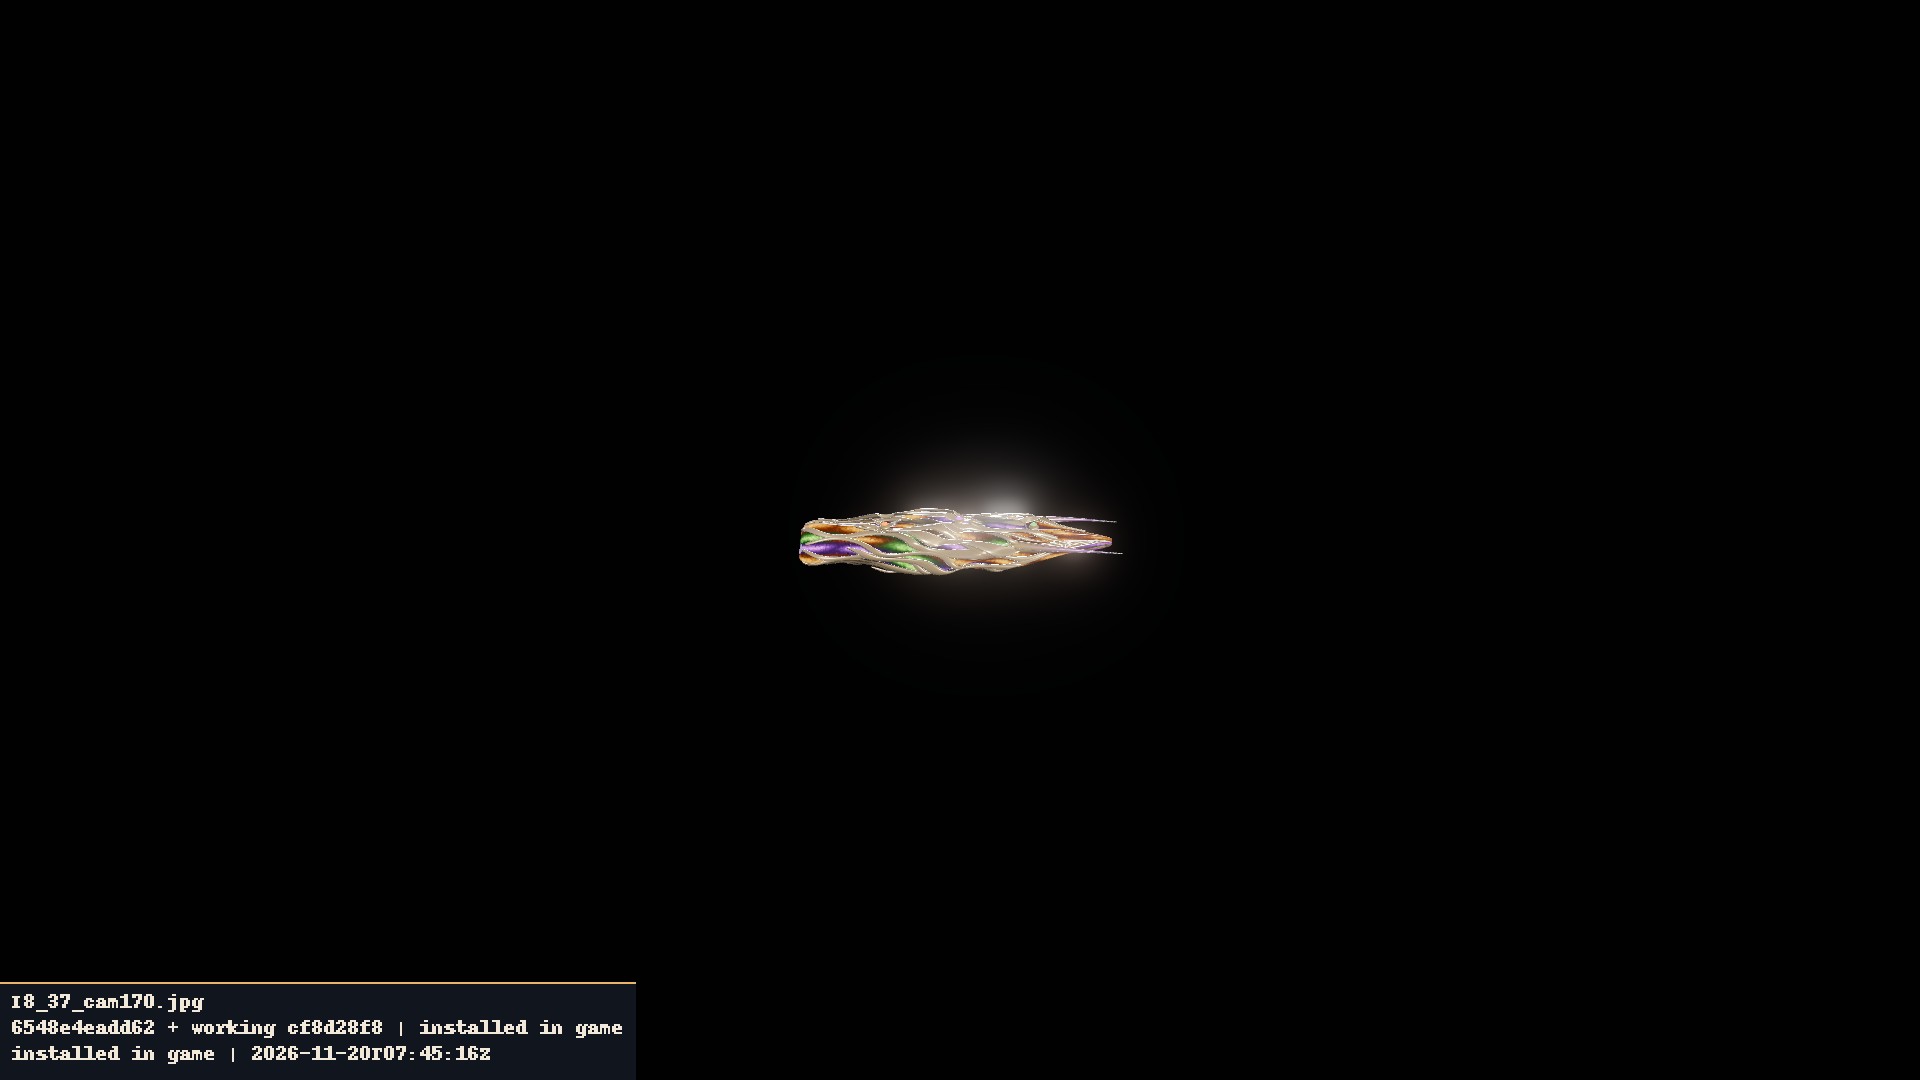 I8_37_cam170.jpg
6548e4eadd62 + working cf8d28f8 | installed in game
installed in game | 2026-11-20T07:45:16Z